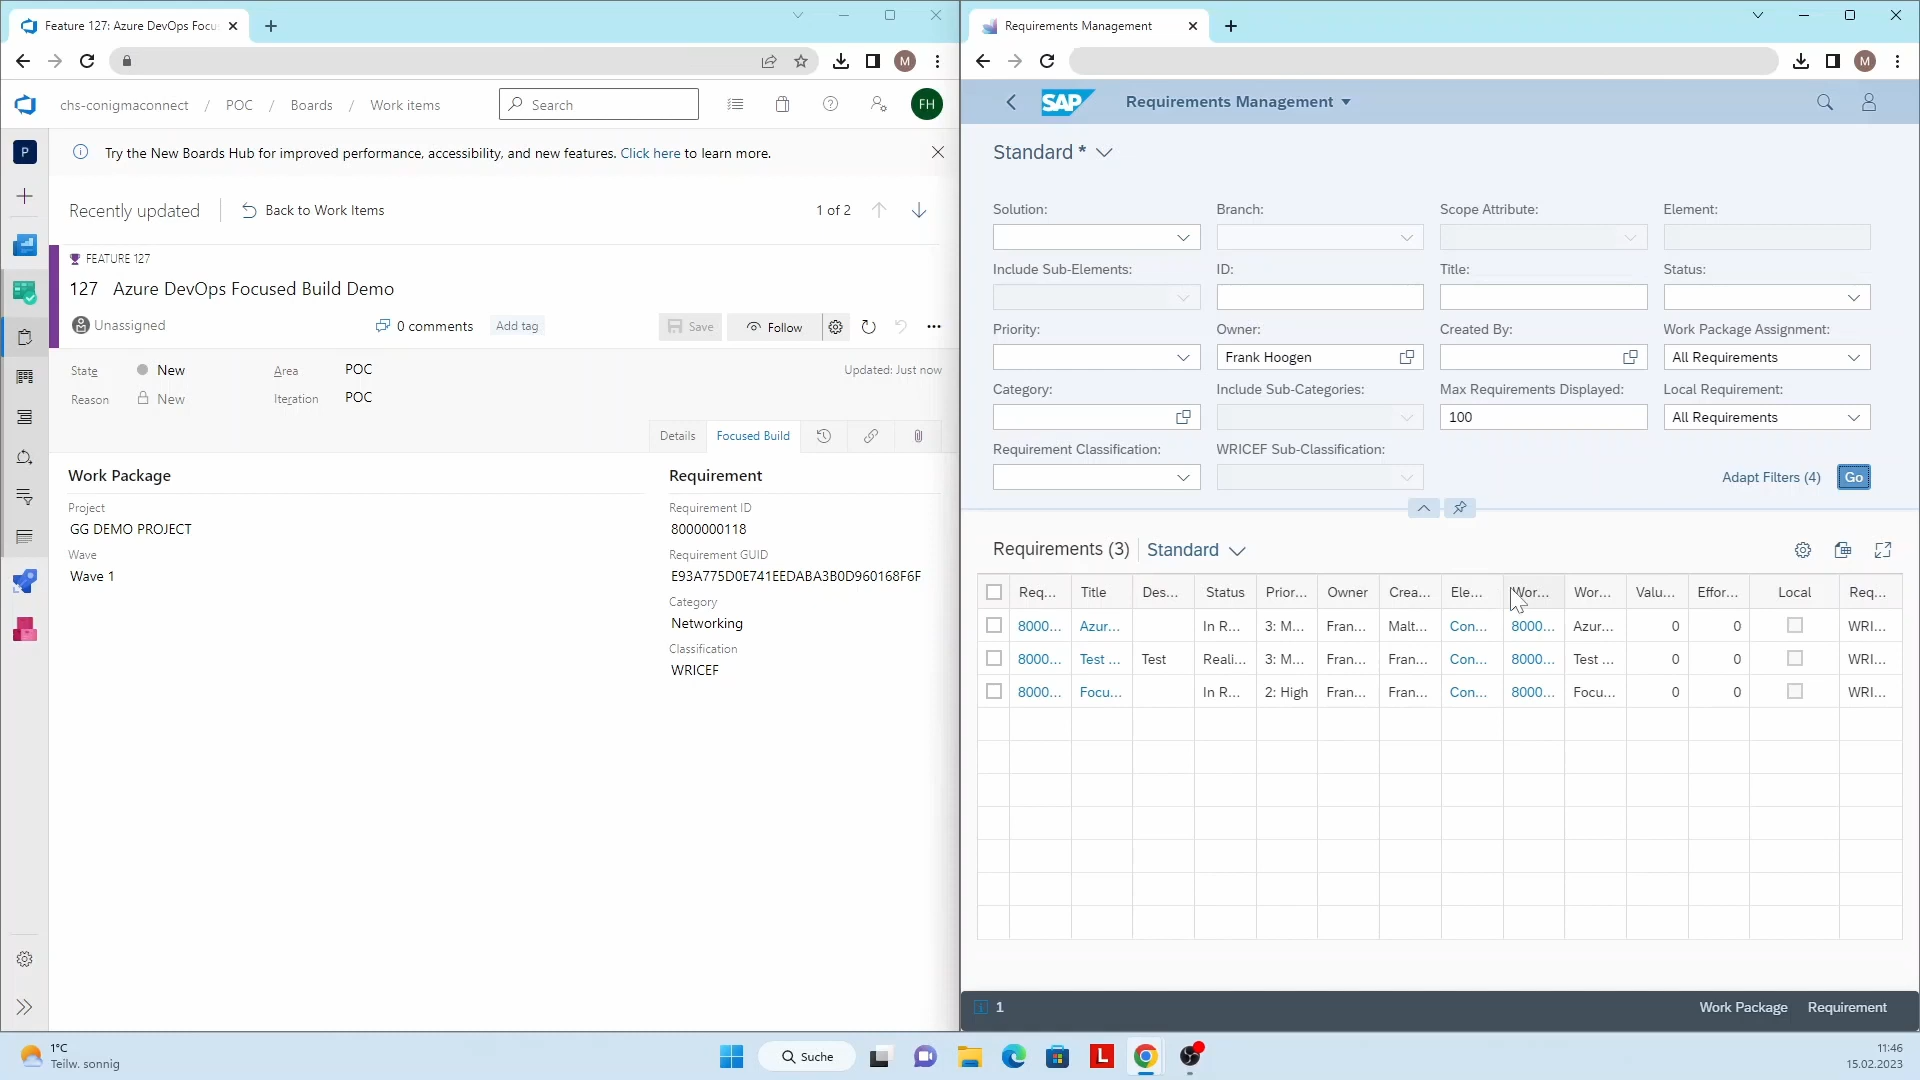 Feature 127: Azure DevOps Focus
M
chs-conigmaconnect / POC / Boards / Work items
Search
FH
P
Try the New Boards Hub for improved performance, accessibility, and new features. Click here to learn more.
Recently updated
Back to Work Items
1 of 2
FEATURE 127
127 Azure DevOps Focused Build Demo
Unassigned
0 comments
Add tag
Save
Follow
State
New
Area
POC
Updated: Just now
Reason
New
Iteration
POC
Details
Focused Build
Work Package
Project
GG DEMO PROJECT
Wave
Wave 1
Requirement
Requirement ID
8000000118
Requirement GUID
E93A775D0E741EEDABA3B0D960168F6F
Category
Networking
Classification
WRICEF
Requirements Management
M
SAP
Requirements Management
Standard *
Solution:
Branch:
Scope Attribute:
Element:
Include Sub-Elements:
ID:
Title:
Status:
Priority:
Owner:
Created By:
Work Package Assignment:
Frank Hoogen
All Requirements
Category:
Include Sub-Categories:
Max Requirements Displayed:
Local Requirement:
100
All Requirements
Requirement Classification:
WRICEF Sub-Classification:
Adapt Filters (4)
Go
Requirements (3)
Standard
Req... Title Des... Status Prior... Owner Crea... Ele... Wor... Wor... Valu... Effor... Local Req...
8000... Azur... In R... 3: M... Fran... Malt... Con... 8000... Azur... 0 0 WRI...
8000... Test ... Test Reali... 3: M... Fran... Fran... Con... 8000... Test ... 0 0 WRI...
8000... Focu... In R... 2: High Fran... Fran... Con... 8000... Focu... 0 0 WRI...
1
Work Package
Requirement
1°C
Teilw. sonnig
Suche
L
11:46
15.02.2023